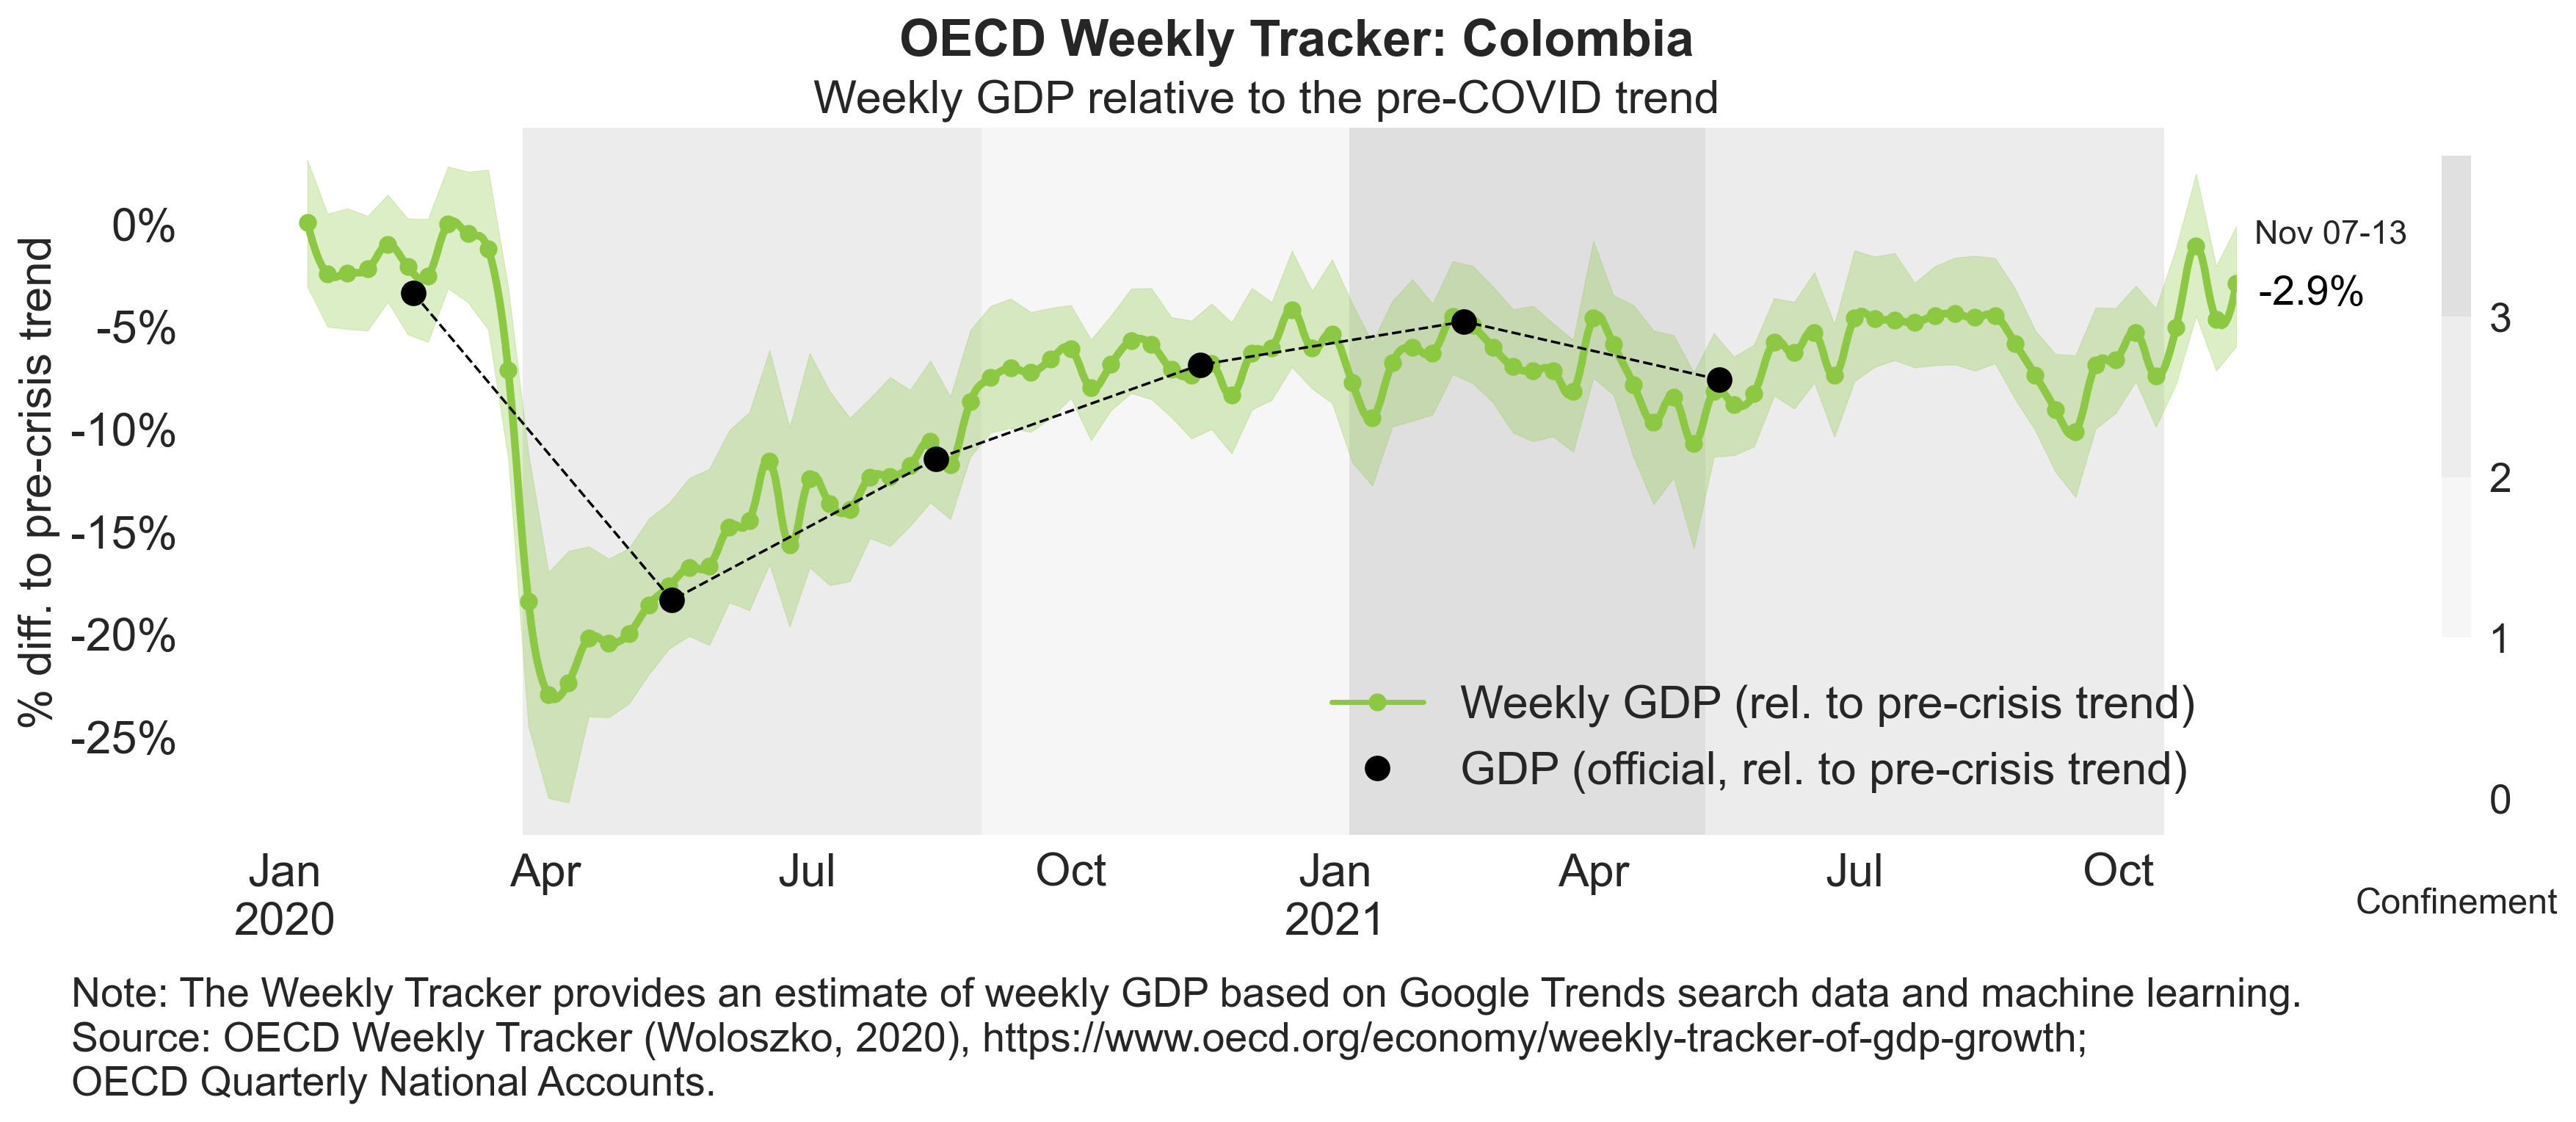 OECD Weekly Tracker: Colombia
Weekly GDP relative to the pre-COVID trend
% diff. to pre-crisis trend
0%
-5%
-10%
-15%
-20%
-25%
Nov 07-13
-2.9%
3
2
1
0
Confinement
Weekly GDP (rel. to pre-crisis trend)
GDP (official, rel. to pre-crisis trend)
Jan Apr Jul Oct Jan Apr Jul Oct
2020 2021
Note: The Weekly Tracker provides an estimate of weekly GDP based on Google Trends search data and machine learning.
Source: OECD Weekly Tracker (Woloszko, 2020), https://www.oecd.org/economy/weekly-tracker-of-gdp-growth;
OECD Quarterly National Accounts.